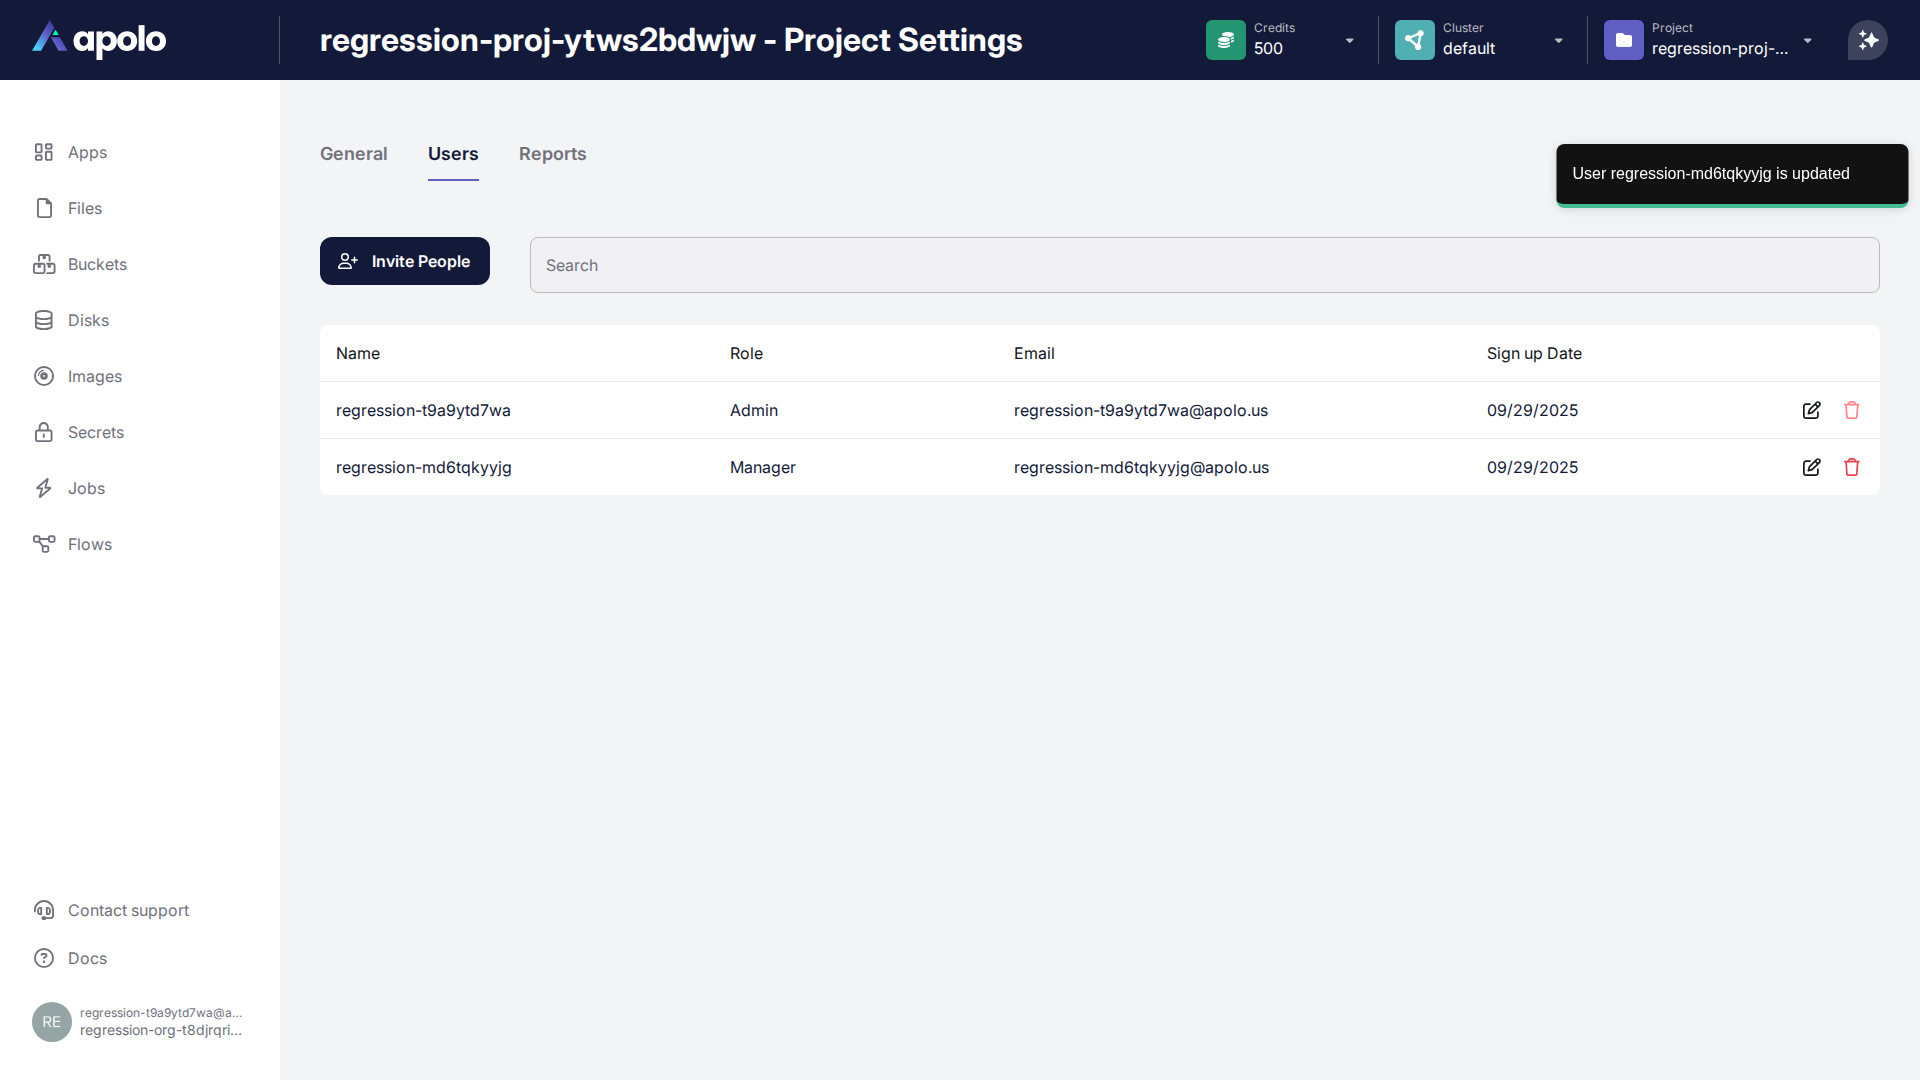 apolo
regression-proj-ytws2bdwjw - Project Settings
Credits
500
Cluster
default
Project
regression-proj-...
Apps
Files
Buckets
Disks
Images
Secrets
Jobs
Flows
Contact support
Docs
RE
regression-t9a9ytd7wa@a...
regression-org-t8djrqri...
General Users Reports
User regression-md6tqkyyjg is updated
Invite People
Search
Name Role Email Sign up Date
regression-t9a9ytd7wa Admin regression-t9a9ytd7wa@apolo.us 09/29/2025
regression-md6tqkyyjg Manager regression-md6tqkyyjg@apolo.us 09/29/2025